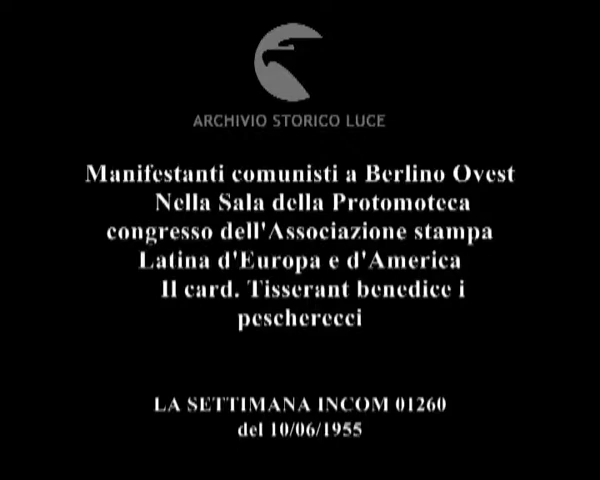 ARCHIVIO STORICO LUCE
Manifestanti comunisti a Berlino Ovest
Nella Sala della Protomoteca
congresso dell'Associazione stampa
Latina d'Europa e d'America
Il card. Tisserant benedice i
pescherecci
LA SETTIMANA INCOM 01260
del 10/06/1955